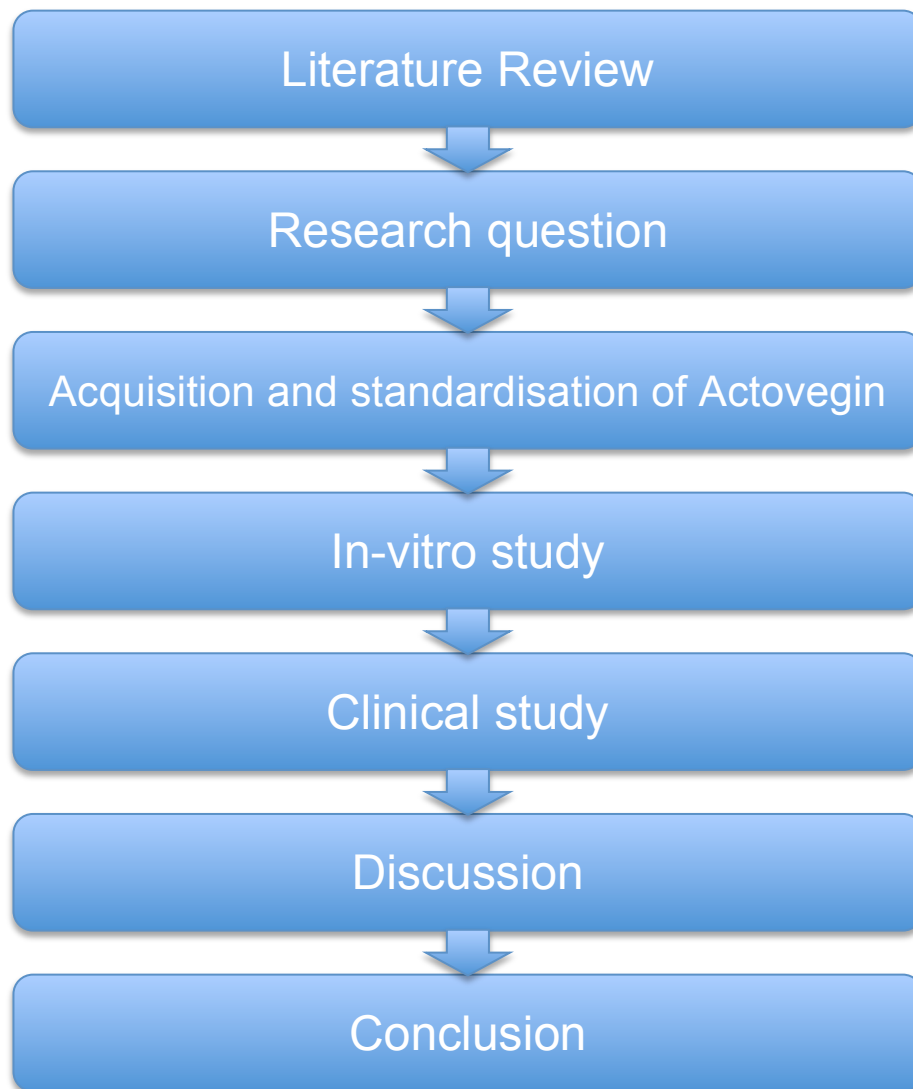 Literature Review
Research question
Acquisition and standardisation of Actovegin
In-vitro study
Clinical study
Discussion
Conclusion